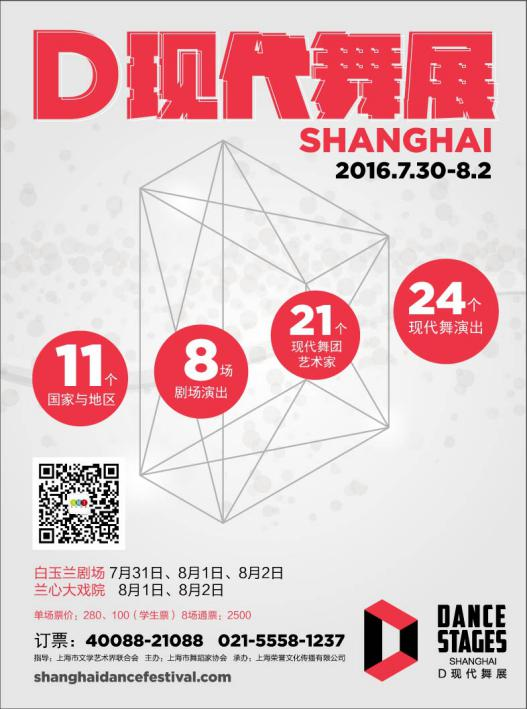 D现代舞展
SHANGHAI
2016.7.30-8.2
24个
现代舞演出
21个
现代舞团
艺术家
11个
国家与地区
8场
剧场演出
白玉兰剧场 7月31日、8月1日、8月2日
兰心大戏院 8月1日、8月2日
单场票价：280、100（学生票）8场通票：2500
订票：40088-21088 021-5558-1237
指导：上海市文学艺术界联合会 主办：上海市舞蹈家协会 承办：上海荣誉文化传播有限公司
shanghaidancefestival.com
DANCE
STAGES
SHANGHAI
D现代舞展